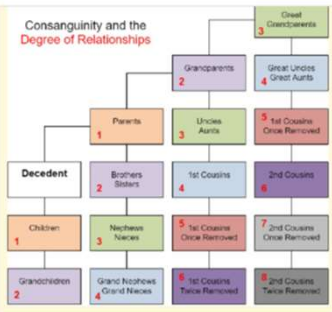 Consanguinity and the
Degree of Relationships
Great
Grandparents
3
Grandparents
2
Great Uncles
Great Aunts
4
Parents
1
Uncles
Aunts
3
5 1st Cousins
Once Removed
Decedent
Brothers
Sisters
2
1st Cousins
4
2nd Cousins
6
Children
1
Nephews
Nieces
3
5 1st Cousins
Once Removed
7 2nd Cousins
Once Removed
Grandchildren
2
Grand Nephews
Grand Nieces
4
6 1st Cousins
Twice Removed
8 2nd Cousins
Twice Removed